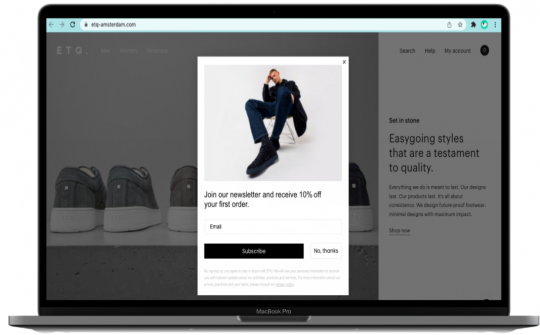 etq-amsterdam.com
ETQ.
Search Help My account
x
Set in stone
Easygoing styles
that are a testament
to quality.
Join our newsletter and receive 10% off
your first order.
Everything we do is meant to last. Our designs
last. Our products last. It's all about
consistency. We design future-proof footwear
minimal designs with maximum impact.
Shop now
Email
Subscribe
No, thanks
MacBook Pro